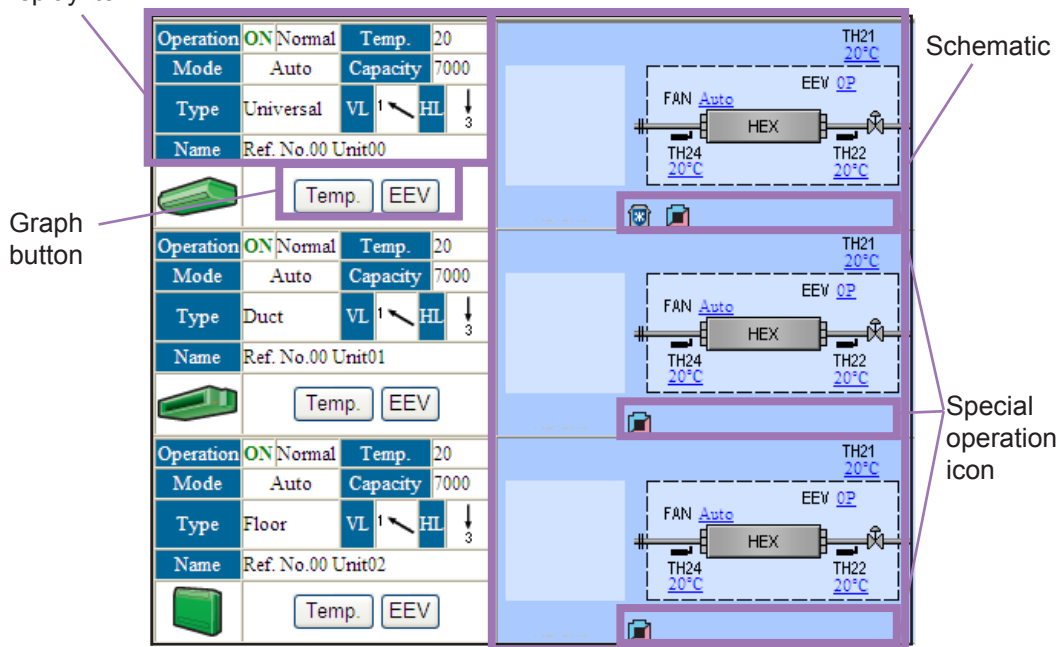 Operation ON Normal Temp. 20
Mode Auto Capacity 7000
Type Universal VL 1 HL 3
Name Ref. No.00 Unit00
Temp. EEV
TH21
20°C
EEV 0P
FAN Auto
HEX
TH24 TH22
20°C 20°C
Schematic
Graph
button
Operation ON Normal Temp. 20
Mode Auto Capacity 7000
Type Duct VL 1 HL 3
Name Ref. No.00 Unit01
Temp. EEV
TH21
20°C
EEV 0P
FAN Auto
HEX
TH24 TH22
20°C 20°C
Special
operation
icon
Operation ON Normal Temp. 20
Mode Auto Capacity 7000
Type Floor VL 1 HL 3
Name Ref. No.00 Unit02
Temp. EEV
TH21
20°C
EEV 0P
FAN Auto
HEX
TH24 TH22
20°C 20°C